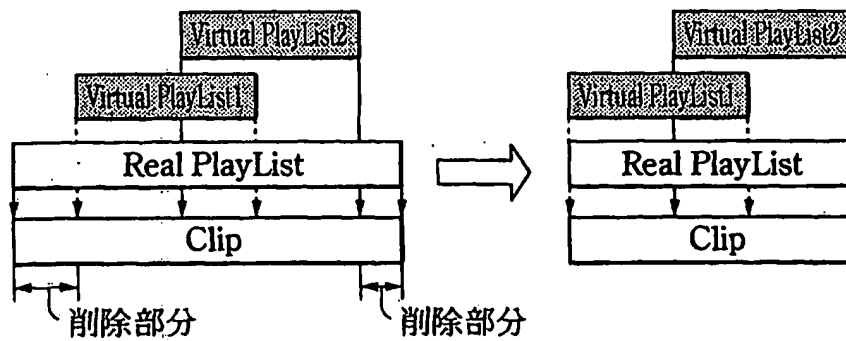 Virtual PlayList2
Virtual PlayList1
Real PlayList
Clip
削除部分
削除部分
Virtual PlayList2
Virtual PlayList1
Real PlayList
Clip